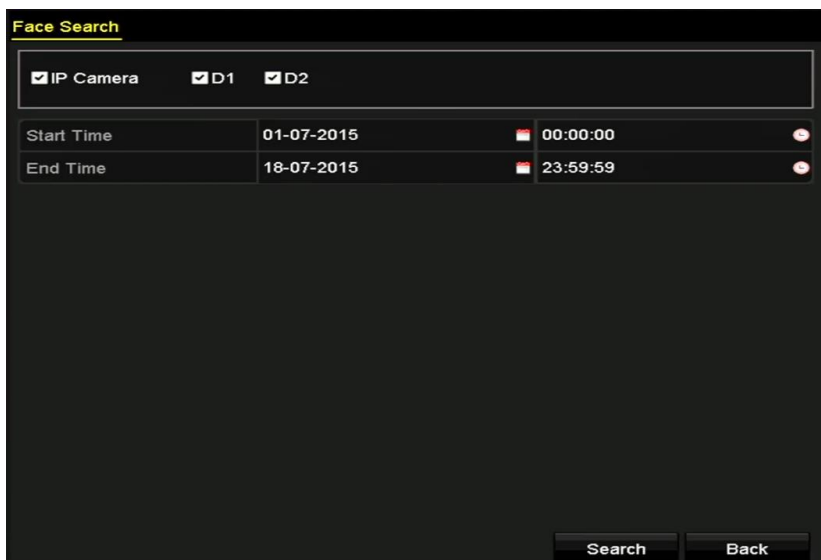 Face Search
IP Camera D1 D2
Start Time 01-07-2015 00:00:00
End Time 18-07-2015 23:59:59
Search Back